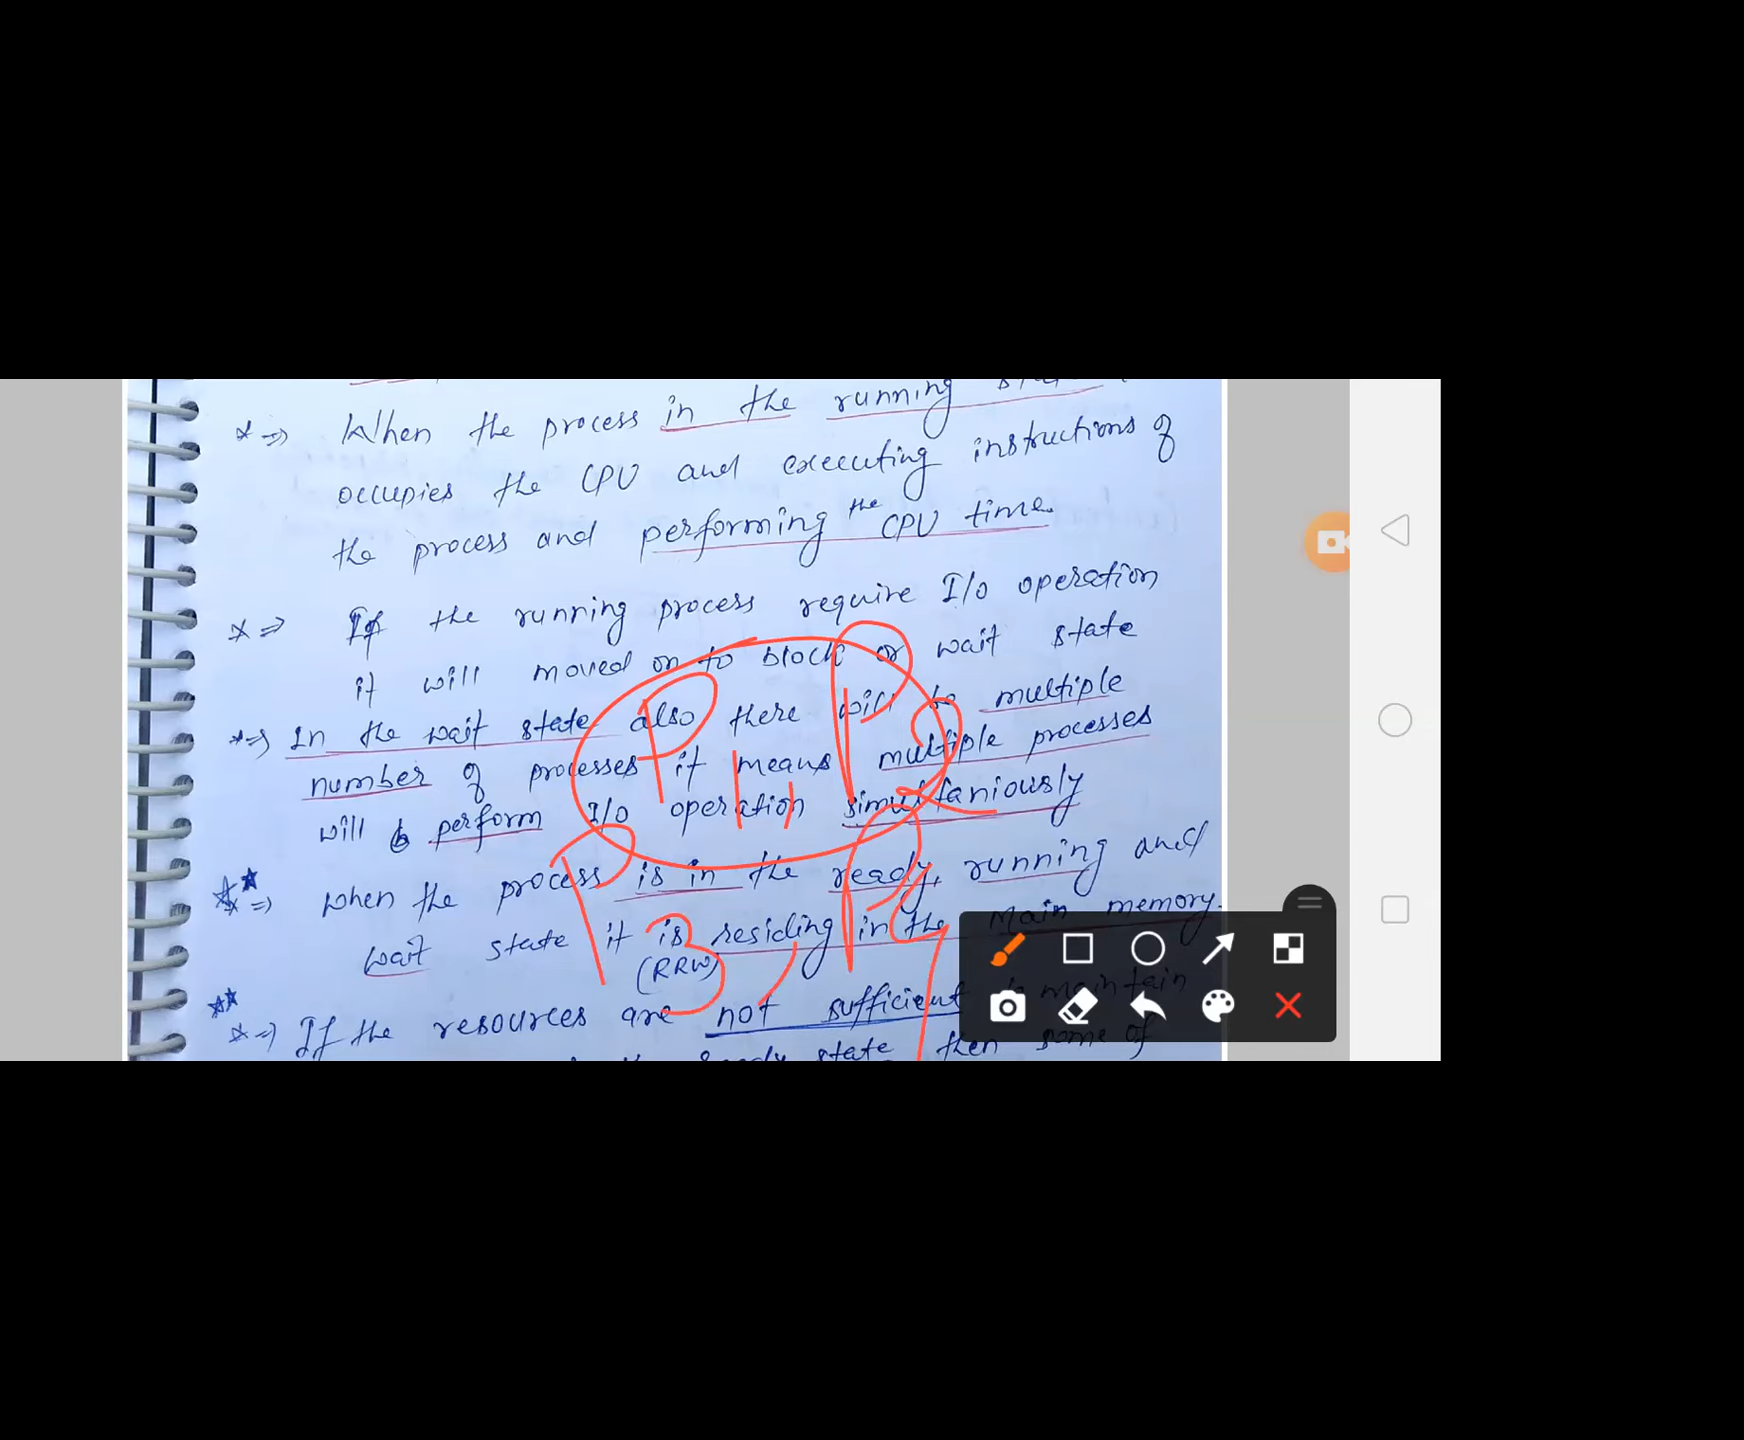 *⇒ When the process in the running
occupies the CPU and executing instructions of
the process and performing the CPU time.
*⇒ If the running process require I/O operation
it will moved on to block or wait state
*⇒ In the wait state also there will be multiple
number of processes it means multiple processes
will perform I/O operation simultaniously
*⇒ when the process is in the ready, running and
wait state it is residing in the main memory.
(RRW)
*⇒ If the resources are not sufficient to maintain
state then some of
P1, P2
P3, P4